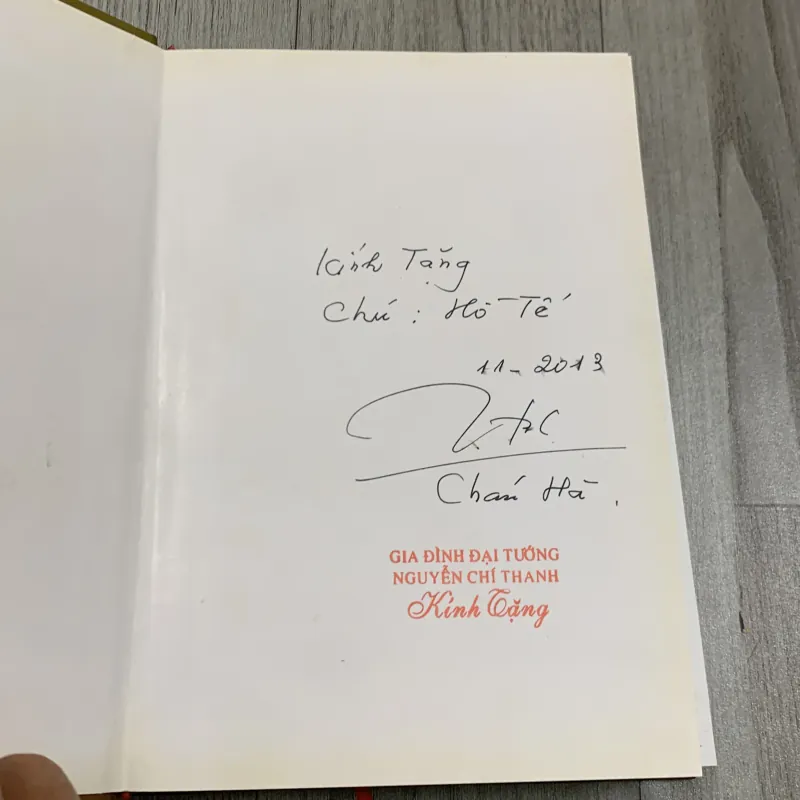 Kính Tặng
Chú : Hồ Tế
11-2013
Cháu Hà.
GIA ĐÌNH ĐẠI TƯỚNG
NGUYỄN CHÍ THANH
Kính Tặng